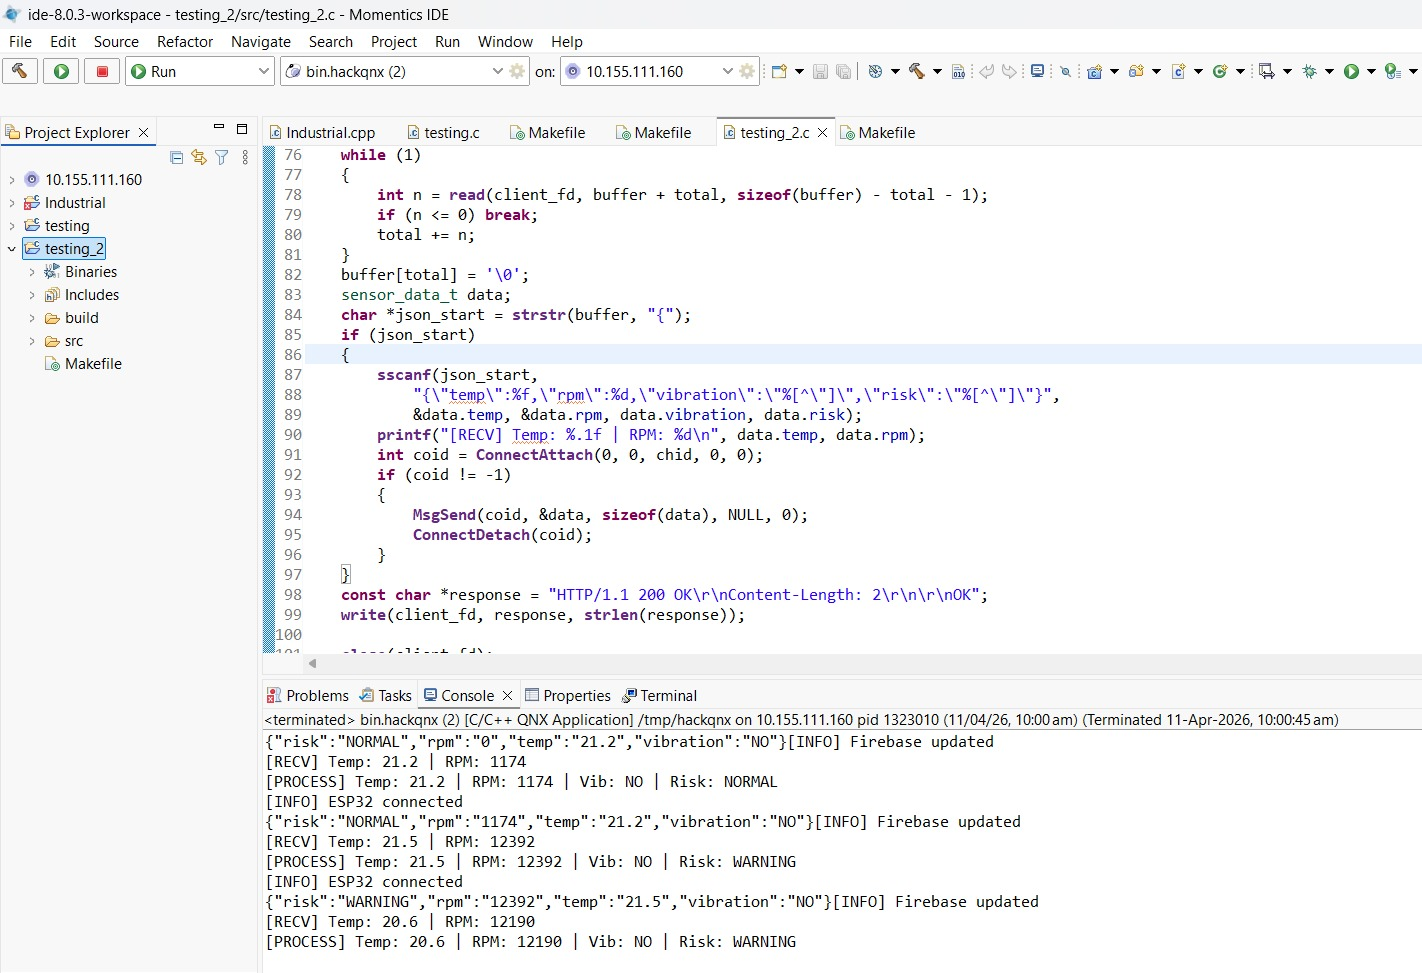 ide-8.0.3-workspace - testing_2/src/testing_2.c - Momentics IDE
File Edit Source Refactor Navigate Search Project Run Window Help
Run bin.hackqnx (2) on: 10.155.111.160
Project Explorer
10.155.111.160
Industrial
testing
testing_2
Binaries
Includes
build
src
Makefile
Industrial.cpp testing.c Makefile Makefile testing_2.c Makefile
76 while (1)
77 {
78 int n = read(client_fd, buffer + total, sizeof(buffer) - total - 1);
79 if (n <= 0) break;
80 total += n;
81 }
82 buffer[total] = '\0';
83 sensor_data_t data;
84 char *json_start = strstr(buffer, "{");
85 if (json_start)
86 {
87 sscanf(json_start,
88 "{\"temp\":%f,\"rpm\":%d,\"vibration\":\"%[^\"]\",\"risk\":\"%[^\"]\"}",
89 &data.temp, &data.rpm, data.vibration, data.risk);
90 printf("[RECV] Temp: %.1f | RPM: %d\n", data.temp, data.rpm);
91 int coid = ConnectAttach(0, 0, chid, 0, 0);
92 if (coid != -1)
93 {
94 MsgSend(coid, &data, sizeof(data), NULL, 0);
95 ConnectDetach(coid);
96 }
97 }
98 const char *response = "HTTP/1.1 200 OK\r\nContent-Length: 2\r\n\r\nOK";
99 write(client_fd, response, strlen(response));
100
Problems Tasks Console Properties Terminal
<terminated> bin.hackqnx (2) [C/C++ QNX Application] /tmp/hackqnx on 10.155.111.160 pid 1323010 (11/04/26, 10:00 am) (Terminated 11-Apr-2026, 10:00:45 am)
{"risk":"NORMAL","rpm":"0","temp":"21.2","vibration":"NO"}[INFO] Firebase updated
[RECV] Temp: 21.2 | RPM: 1174
[PROCESS] Temp: 21.2 | RPM: 1174 | Vib: NO | Risk: NORMAL
[INFO] ESP32 connected
{"risk":"NORMAL","rpm":"1174","temp":"21.2","vibration":"NO"}[INFO] Firebase updated
[RECV] Temp: 21.5 | RPM: 12392
[PROCESS] Temp: 21.5 | RPM: 12392 | Vib: NO | Risk: WARNING
[INFO] ESP32 connected
{"risk":"WARNING","rpm":"12392","temp":"21.5","vibration":"NO"}[INFO] Firebase updated
[RECV] Temp: 20.6 | RPM: 12190
[PROCESS] Temp: 20.6 | RPM: 12190 | Vib: NO | Risk: WARNING